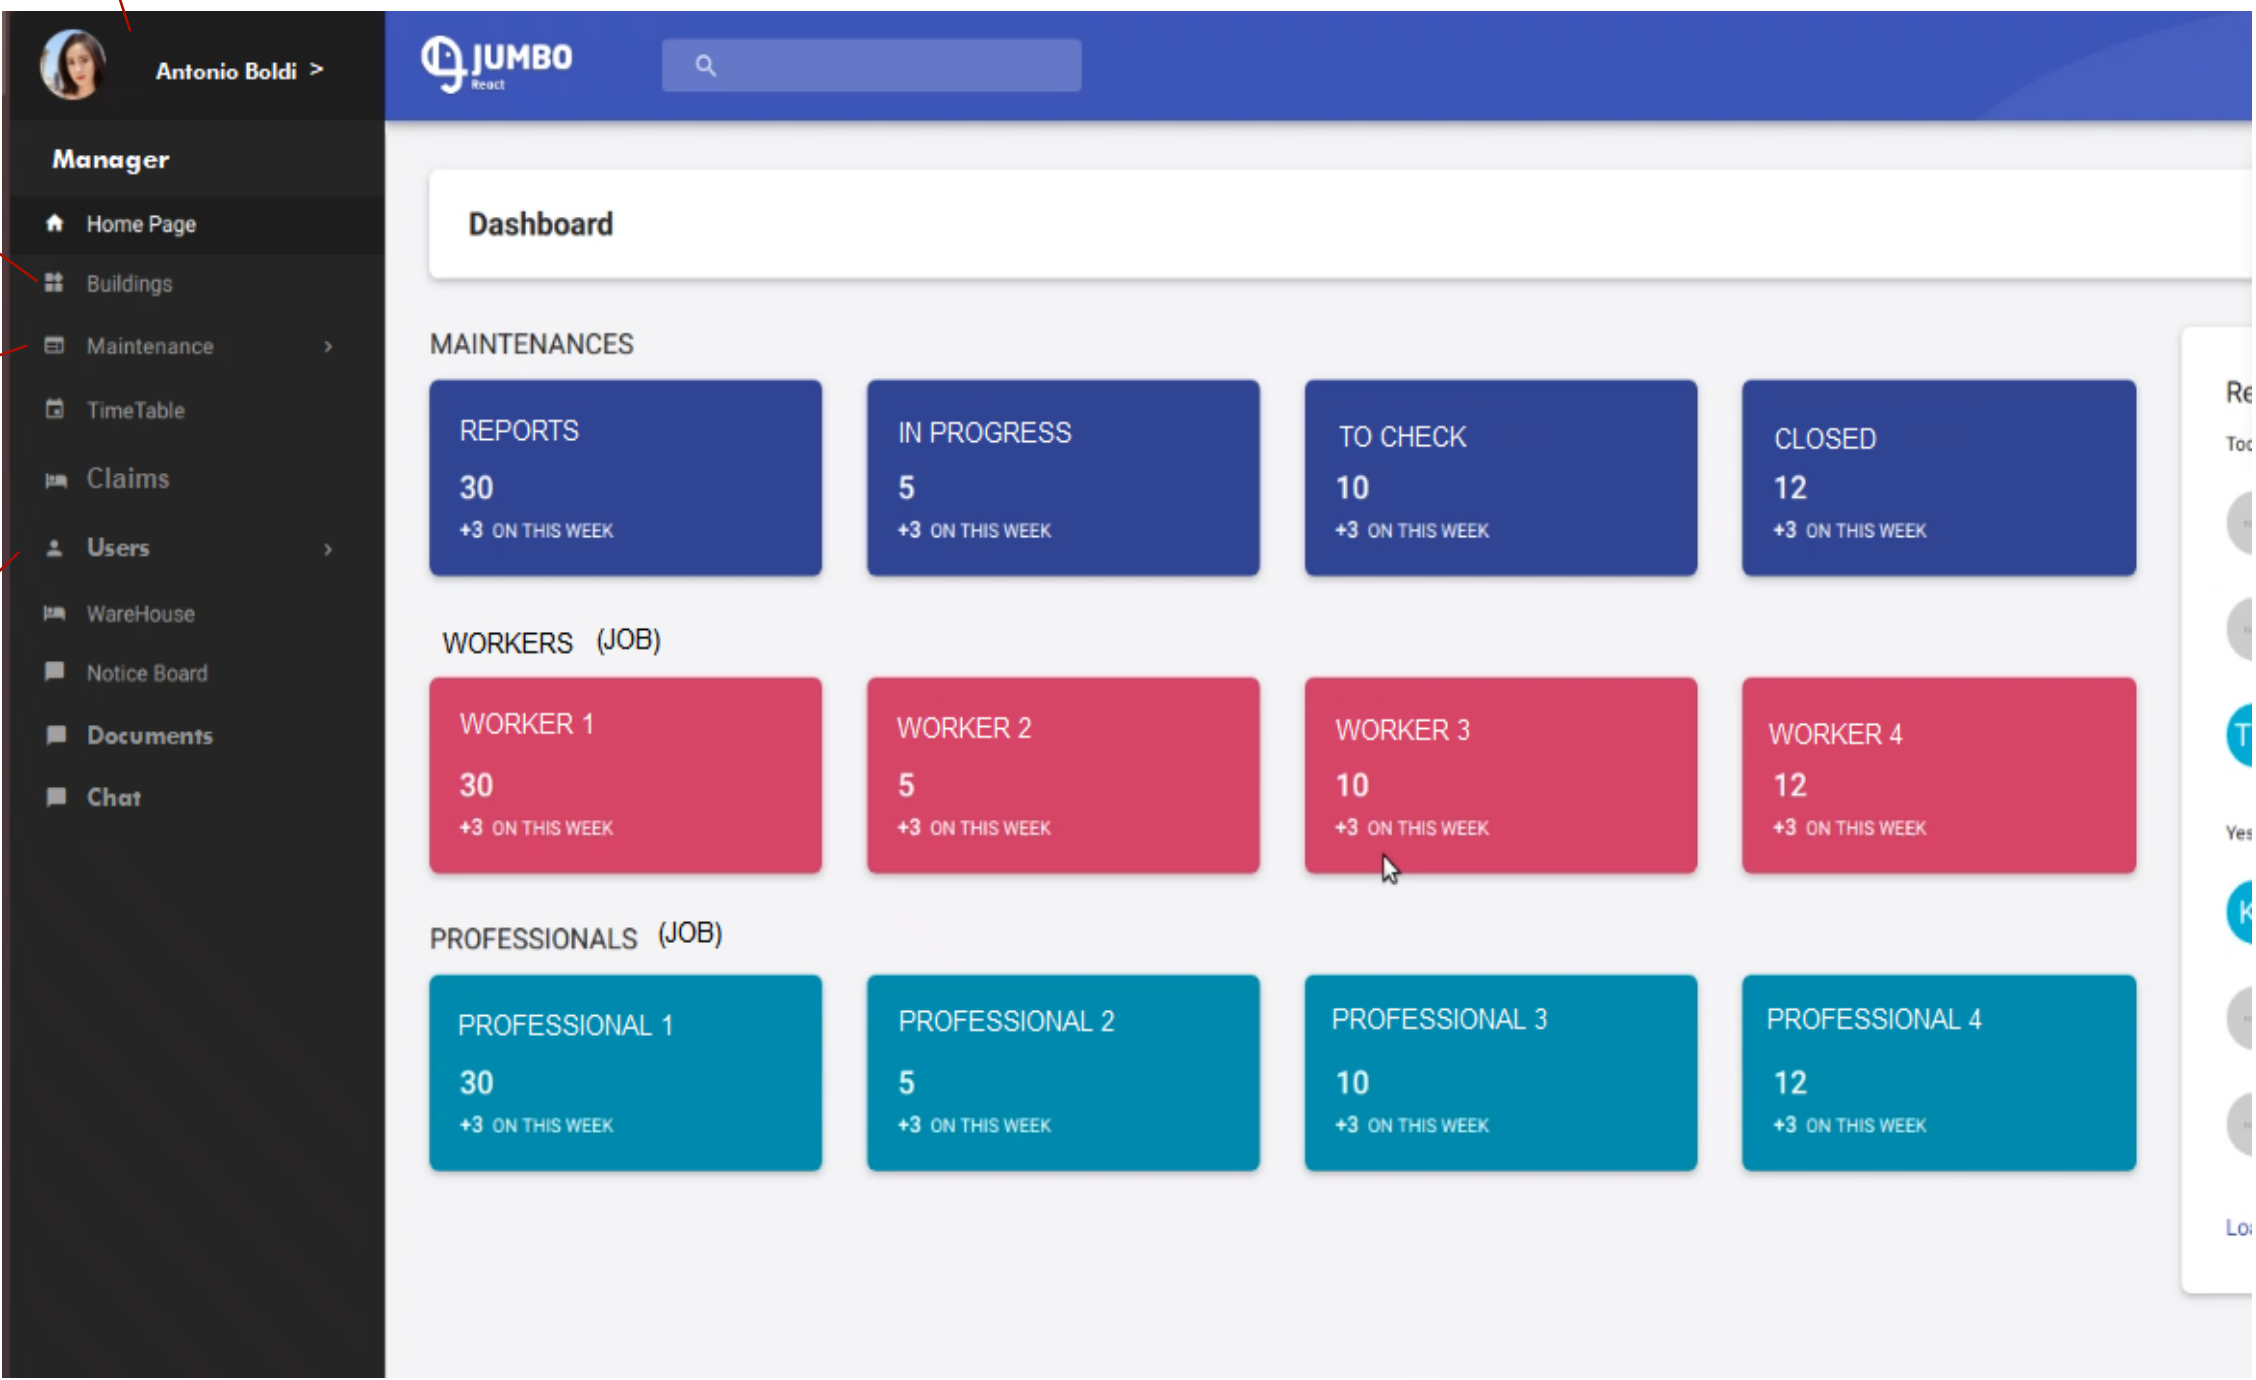 Antonio Boldi >
JUMBO
React
Manager
Home Page
Buildings
Maintenance >
TimeTable
Claims
Users >
WareHouse
Notice Board
Documents
Chat
Dashboard
MAINTENANCES
REPORTS
30
+3 ON THIS WEEK
IN PROGRESS
5
+3 ON THIS WEEK
TO CHECK
10
+3 ON THIS WEEK
CLOSED
12
+3 ON THIS WEEK
WORKERS (JOB)
WORKER 1
30
+3 ON THIS WEEK
WORKER 2
5
+3 ON THIS WEEK
WORKER 3
10
+3 ON THIS WEEK
WORKER 4
12
+3 ON THIS WEEK
PROFESSIONALS (JOB)
PROFESSIONAL 1
30
+3 ON THIS WEEK
PROFESSIONAL 2
5
+3 ON THIS WEEK
PROFESSIONAL 3
10
+3 ON THIS WEEK
PROFESSIONAL 4
12
+3 ON THIS WEEK
Re
T
Yes
K